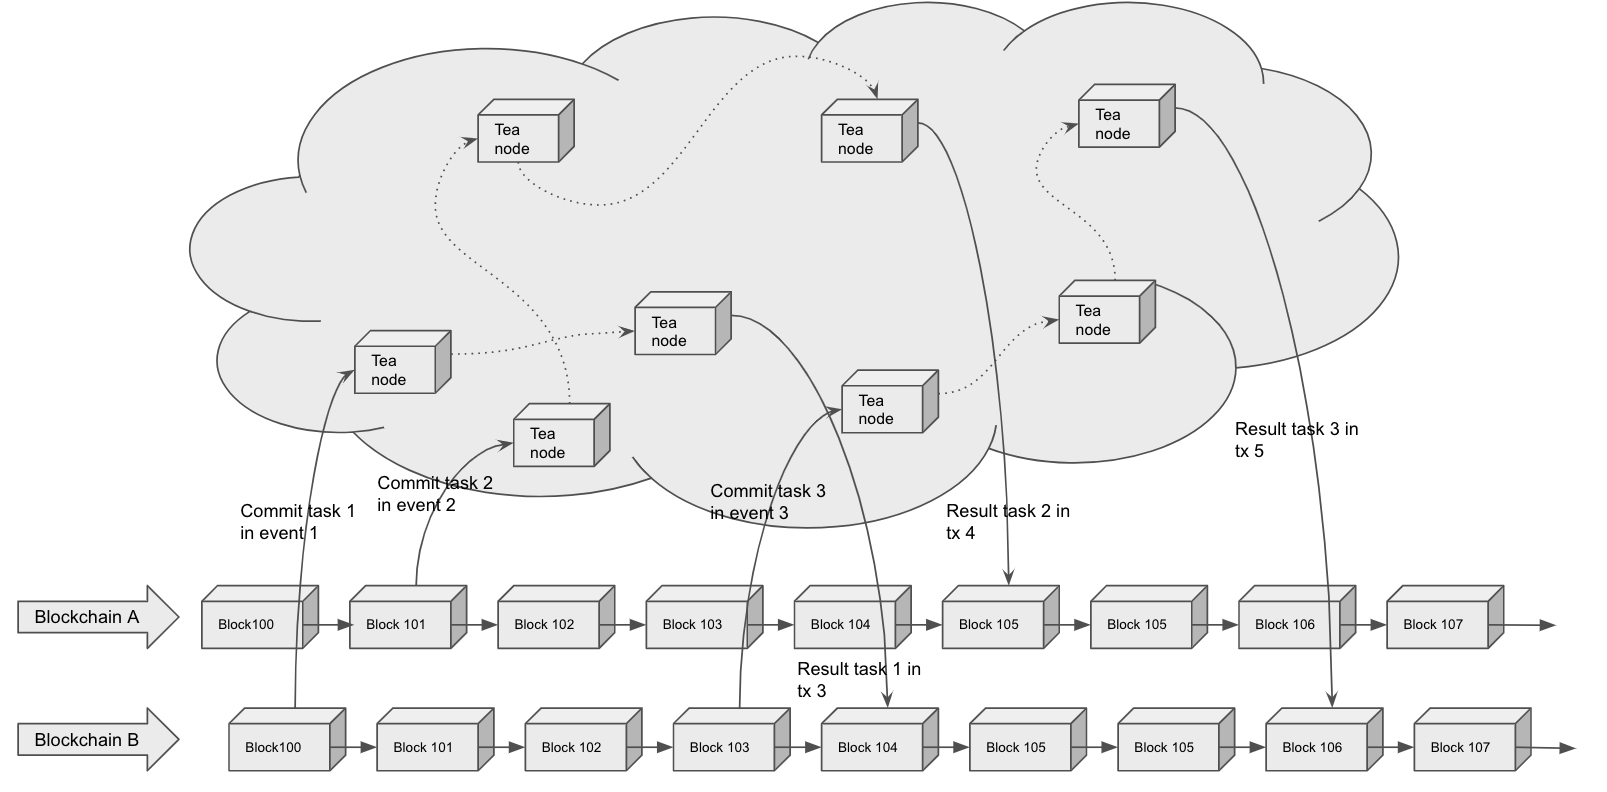 Tea
node
Tea
node
Tea
node
Tea
node
Tea
node
Tea
node
Tea
node
Tea
node
Commit task 1
in event 1
Commit task 2
in event 2
Commit task 3
in event 3
Result task 2 in
tx 4
Result task 3 in
tx 5
Blockchain A
Block100
Block 101
Block 102
Block 103
Block 104
Block 105
Block 105
Block 106
Block 107
Result task 1 in
tx 3
Blockchain B
Block100
Block 101
Block 102
Block 103
Block 104
Block 105
Block 105
Block 106
Block 107